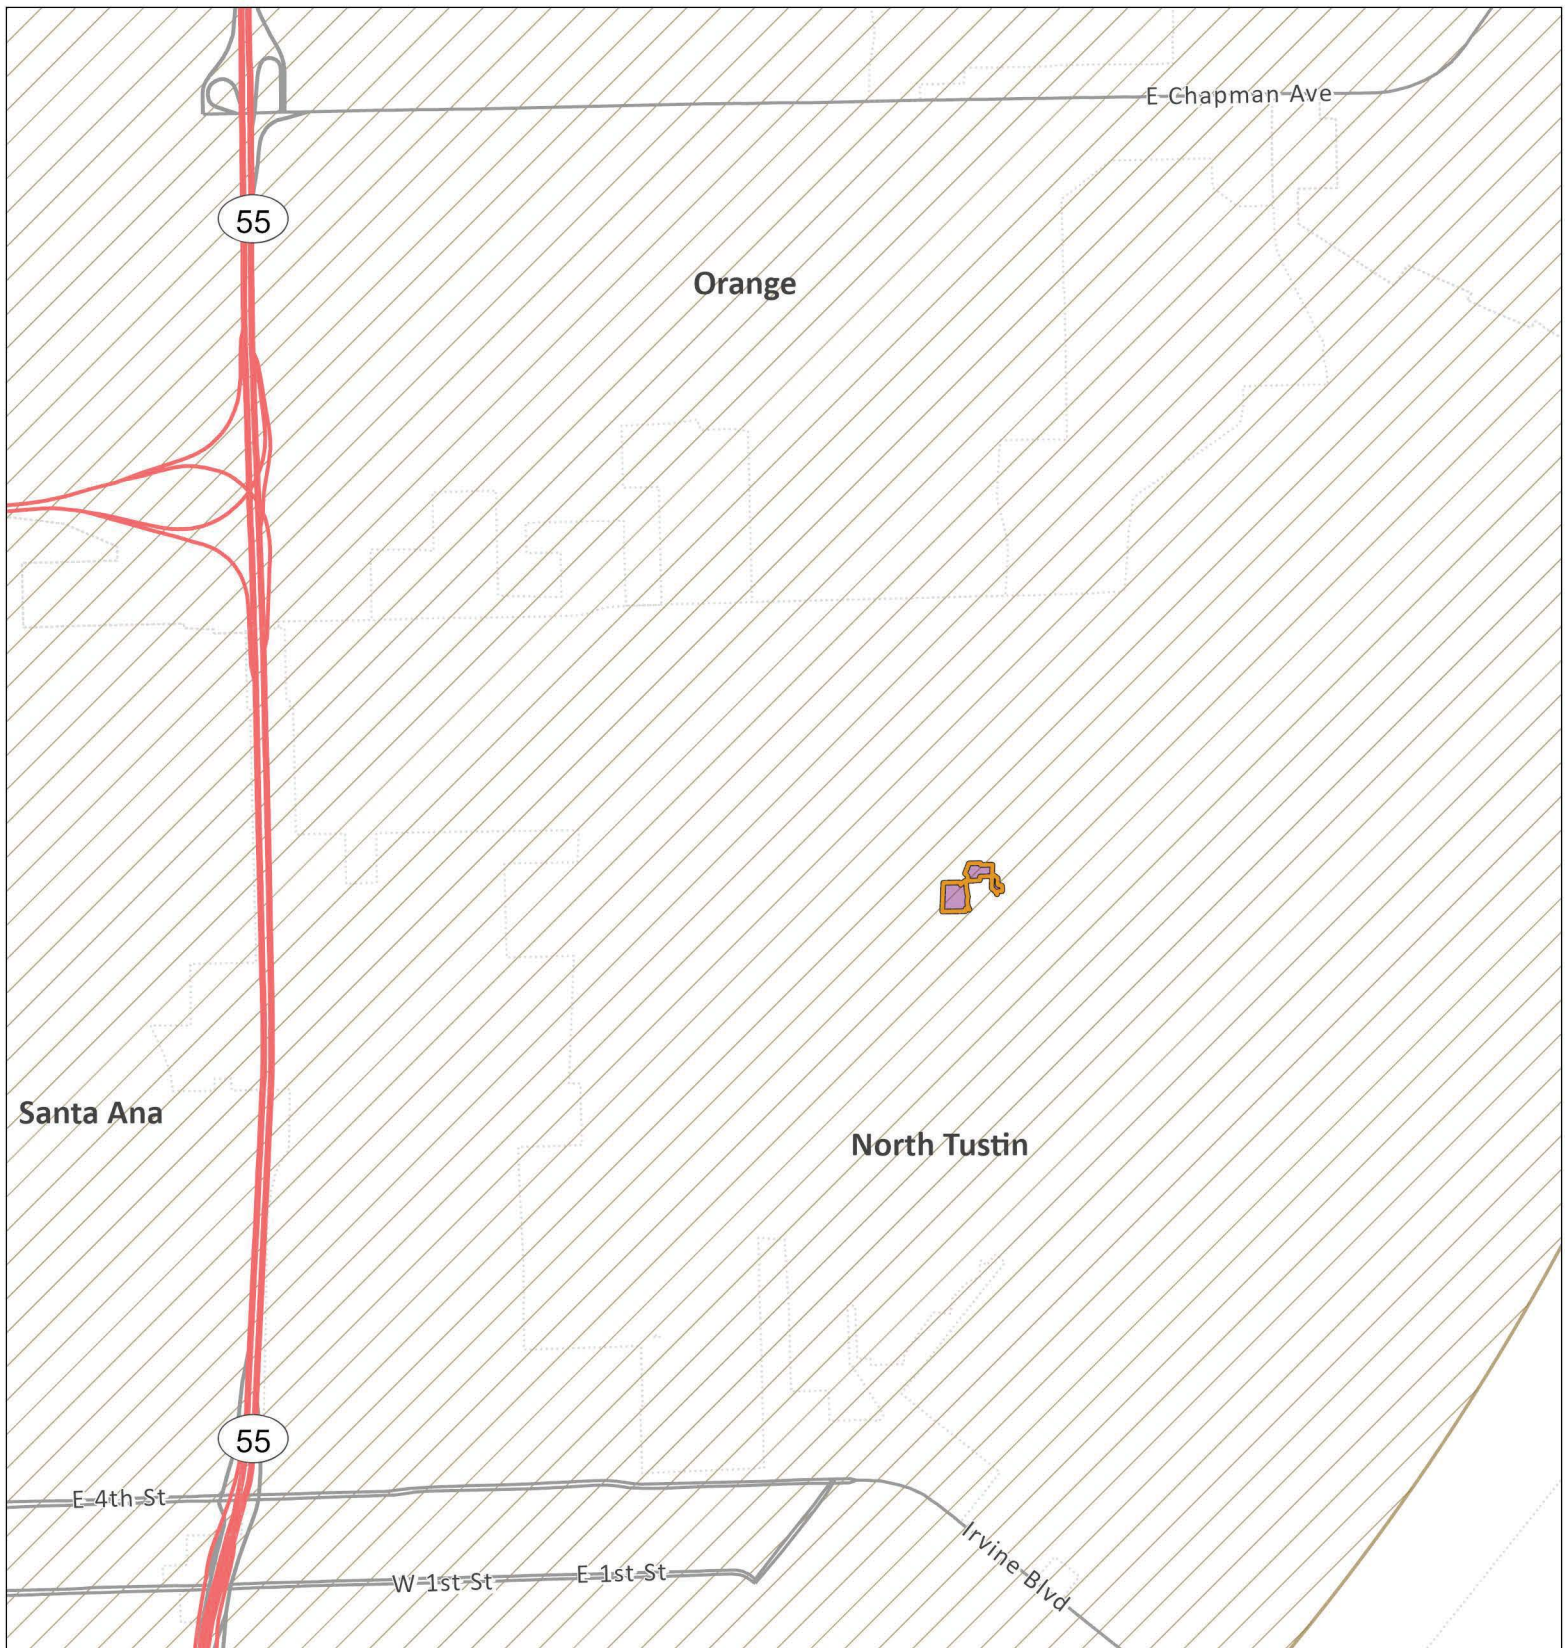 E Chapman Ave
55
Orange
Santa Ana
North Tustin
55
E 4th St
Irvine Blvd
W 1st St
E 1st St